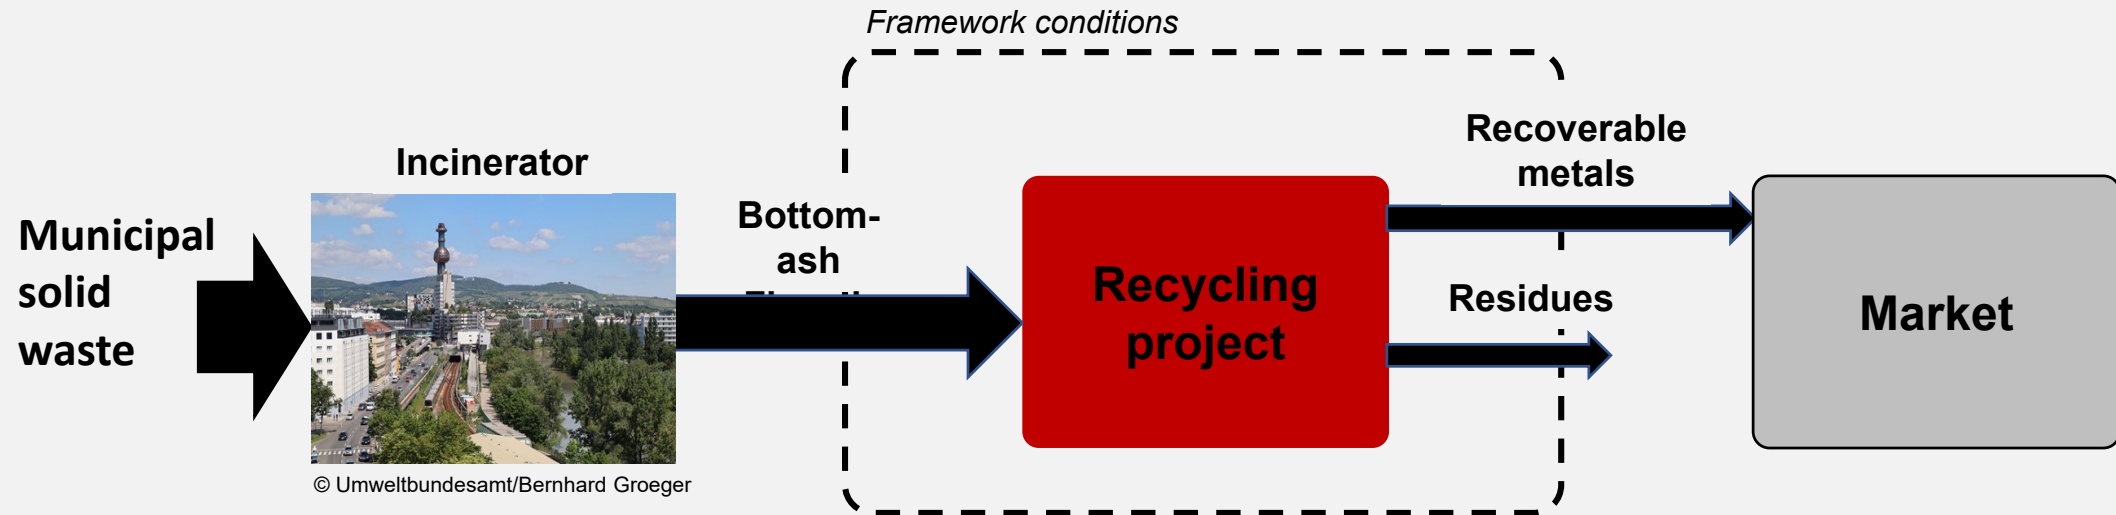 Framework conditions
Incinerator
Municipal
solid
waste
Bottom-
ash
Recycling
project
Recoverable
metals
Residues
Market
© Umweltbundesamt/Bernhard Groeger